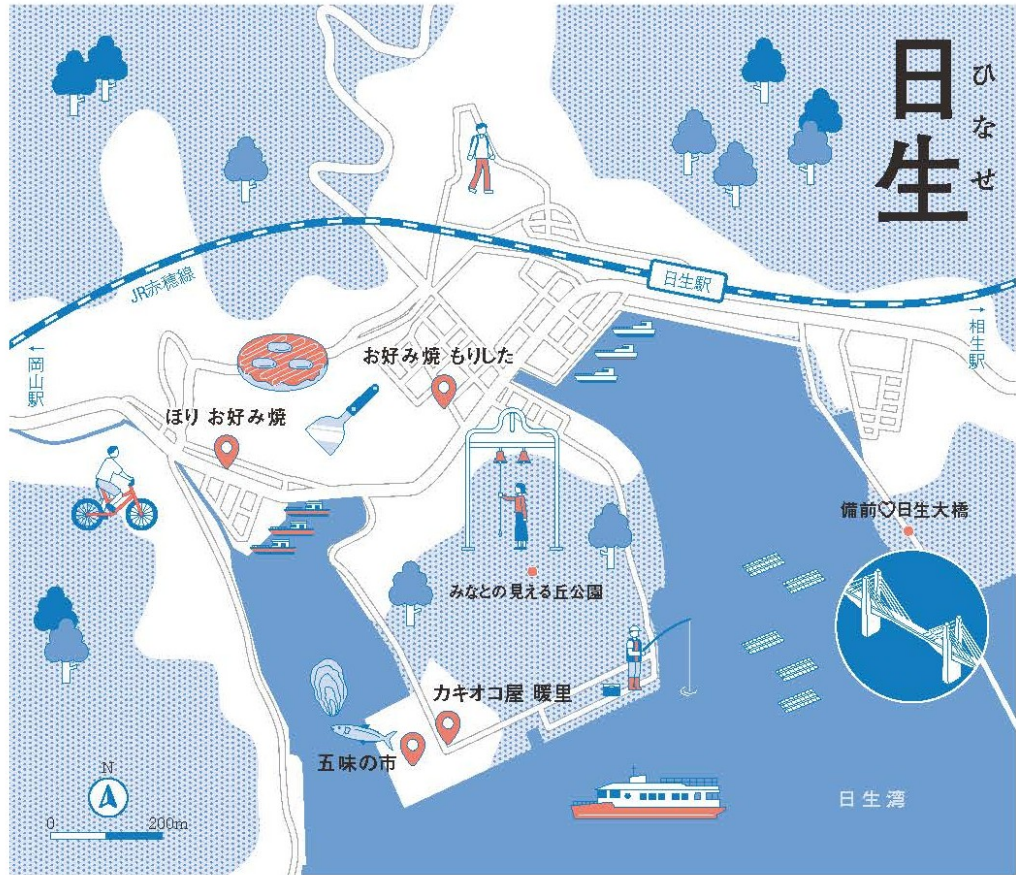 日生
ひなせ
JR赤穂線
日生駅
←岡山駅
→相生駅
お好み焼 もりした
ほり お好み焼
備前♡日生大橋
みなとの見える丘公園
カキオコ屋 暖里
五味の市
日生湾
N
0 200m